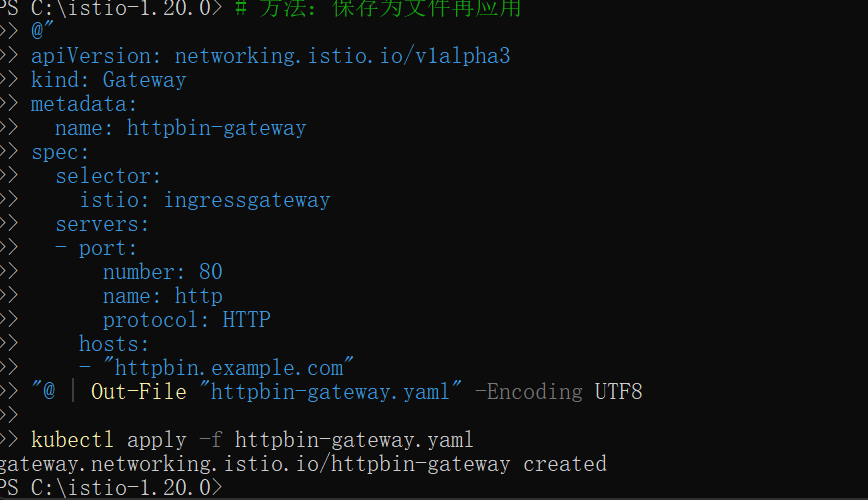 PS C:\istio-1.20.0> # 方法：保存为文件再应用
>> @"
>> apiVersion: networking.istio.io/v1alpha3
>> kind: Gateway
>> metadata:
>>   name: httpbin-gateway
>> spec:
>>   selector:
>>     istio: ingressgateway
>>   servers:
>>   - port:
>>       number: 80
>>       name: http
>>       protocol: HTTP
>>     hosts:
>>     - "httpbin.example.com"
>> "@ | Out-File "httpbin-gateway.yaml" -Encoding UTF8
>>
>> kubectl apply -f httpbin-gateway.yaml
gateway.networking.istio.io/httpbin-gateway created
PS C:\istio-1.20.0>